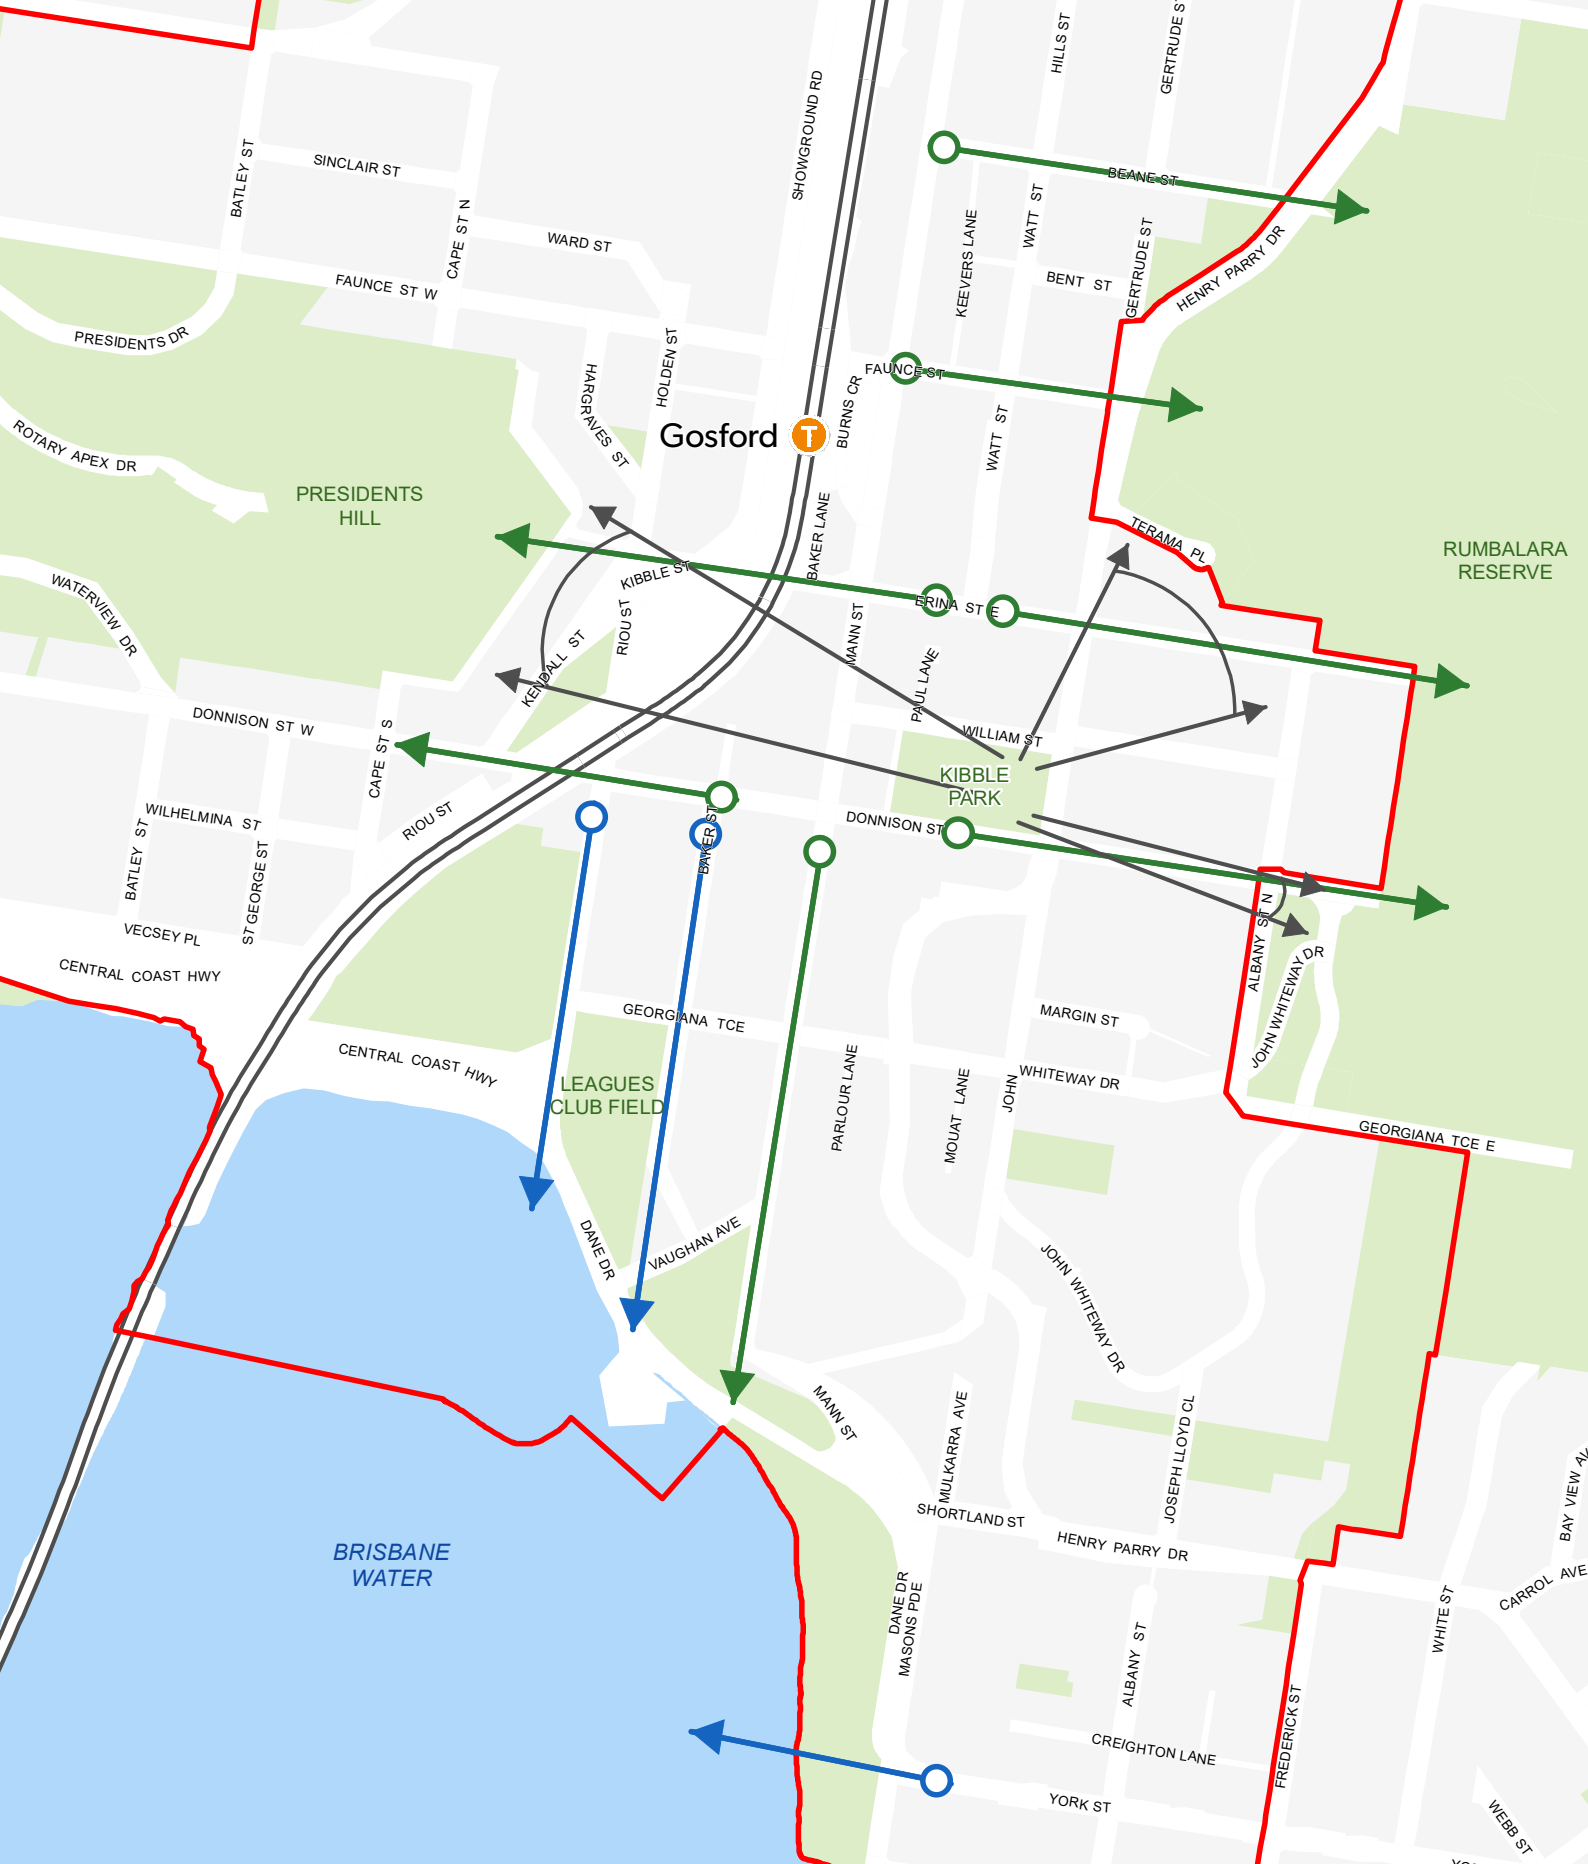 HILLS ST
GERTRUDE ST
SHOWGROUND RD
BATLEY ST
SINCLAIR ST
BEANE ST
CAPE ST N
WARD ST
KEEVERS LANE
WATT ST
GERTRUDE ST
HENRY PARRY DR
FAUNCE ST W
BENT ST
PRESIDENTS DR
HOLDEN ST
HARGRAVES ST
BURNS CR
FAUNCE ST
Gosford
T
WATT ST
ROTARY APEX DR
PRESIDENTS
HILL
BAKER LANE
TERAMA PL
RUMBALARA
RESERVE
KIBBLE ST
WATERVIEW DR
RIOU ST
MANN ST
ERINA ST E
KENDALL ST
PAUL LANE
DONNISON ST W
CAPE ST S
WILLIAM ST
KIBBLE
PARK
WILHELMINA ST
RIOU ST
BAKER ST
DONNISON ST
BATLEY ST
ST GEORGE ST
VECSEY PL
ALBANY ST N
JOHN WHITEWAY DR
CENTRAL COAST HWY
GEORGIANA TCE
MARGIN ST
CENTRAL COAST HWY
LEAGUES
CLUB FIELD
PARLOUR LANE
MOUAT LANE
JOHN
WHITEWAY DR
GEORGIANA TCE E
DANE DR
VAUGHAN AVE
JOHN WHITEWAY DR
MANN ST
MULKARRA AVE
JOSEPH LLOYD CL
BAY VIEW AV
SHORTLAND ST
HENRY PARRY DR
BRISBANE
WATER
DANE DR
MASONS PDE
CARROL AVE
WHITE ST
ALBANY ST
FREDERICK ST
CREIGHTON LANE
YORK ST
WEBB ST